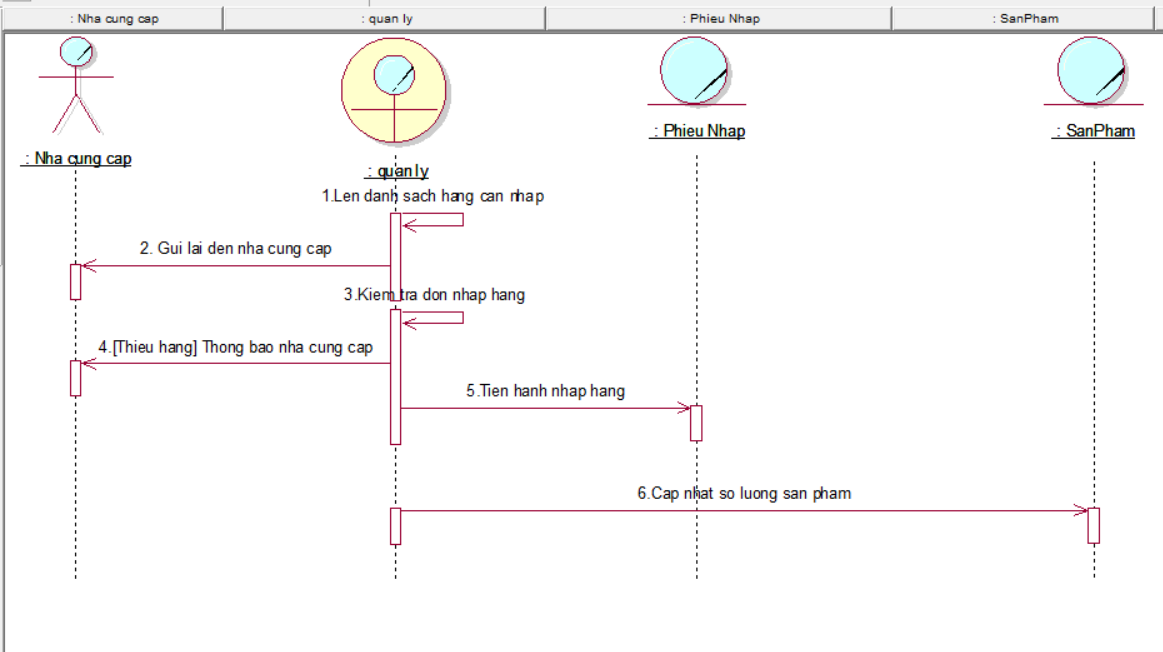 : Nha cung cap
: quan ly
: Phieu Nhap
: SanPham
: Nha cung cap
: quan ly
: Phieu Nhap
: SanPham
1.Len danh sach hang can nhap
2. Gui lai den nha cung cap
3.Kiem tra don nhap hang
4.[Thieu hang] Thong bao nha cung cap
5.Tien hanh nhap hang
6.Cap nhat so luong san pham